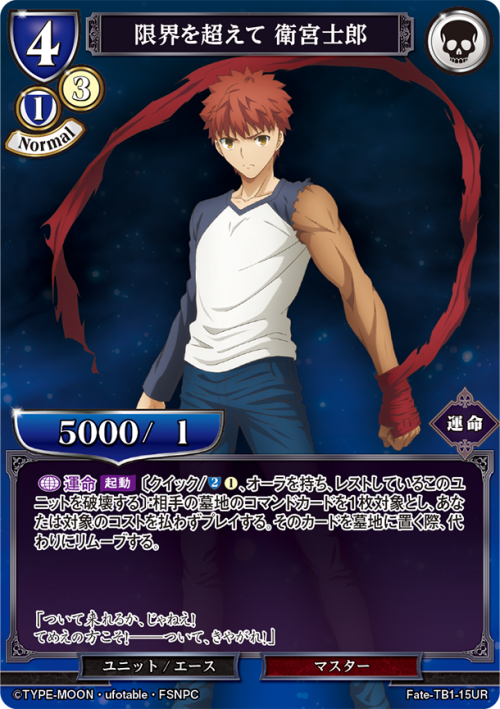 4
限界を超えて 衛宮士郎
1
3
Normal
5000/ 1
運命
運命 起動 〔クイック/2 1、オーラを持ち、レストしているこのユ
ニットを破壊する〕:相手の墓地のコマンドカードを1枚対象とし、あな
たは対象のコストを払わずプレイする。そのカードを墓地に置く際、代
わりにリムーブする。
「ついて来れるか、じゃねえ!
てめえの方こそ!――ついて、きやがれ!」
ユニット / エース
マスター
©TYPE-MOON・ufotable・FSNPC
Fate-TB1-15UR